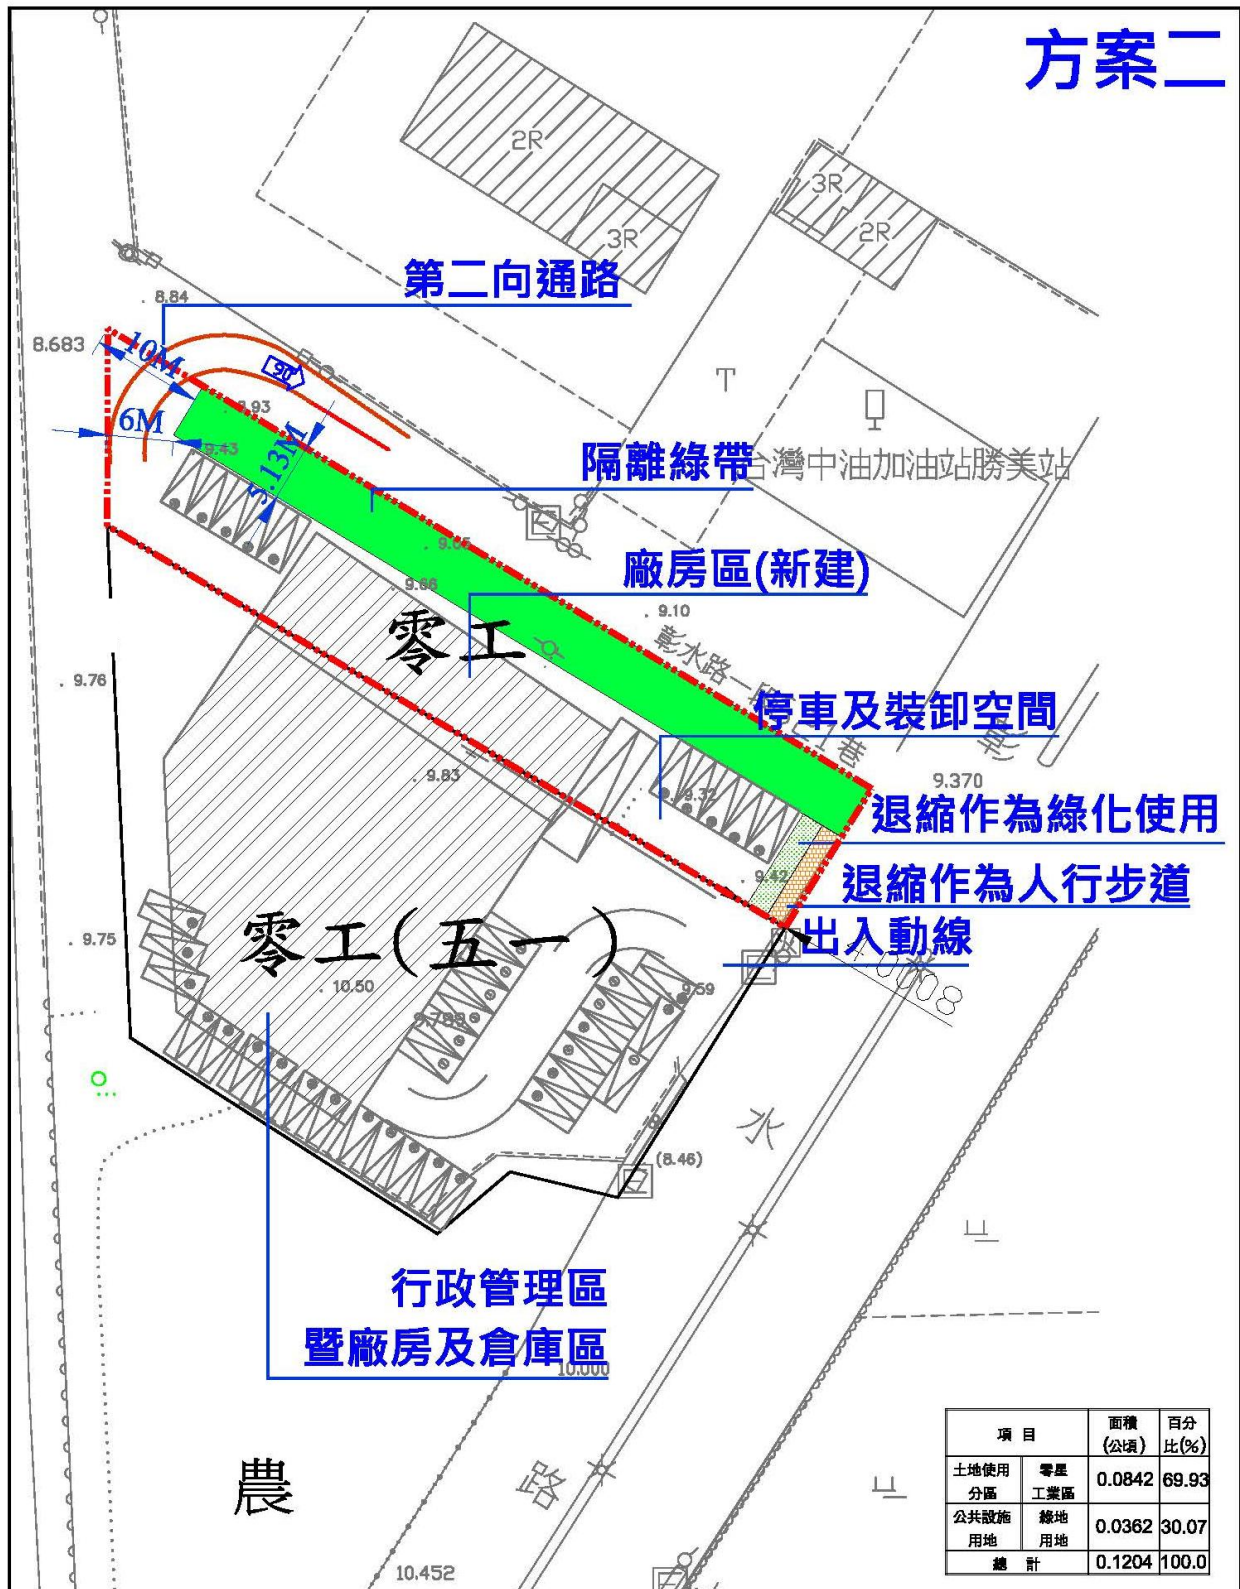 方案二
2R
3R
3R
2R
第二向通路
8.84
8.683
10M
90'
T
6M
8.93
9.43
5.13M
隔離綠帶
台灣中油加油站勝美站
9.65
廠房區(新建)
9.86
9.10
零工
彰水路一段
巷
9.76
停車及裝卸空間
彰
9.83
9.32
9.370
退縮作為綠化使用
9.42
退縮作為人行步道
零工(五一)
出入動線
9.75
10.50
9.59
9.789
水
(8.46)
行政管理區
暨廠房及倉庫區
10.000
農
路
10.452
項 目 面積(公頃) 百分比(%)
土地使用分區 零星工業區 0.0842 69.93
公共設施用地 綠地用地 0.0362 30.07
總 計 0.1204 100.0